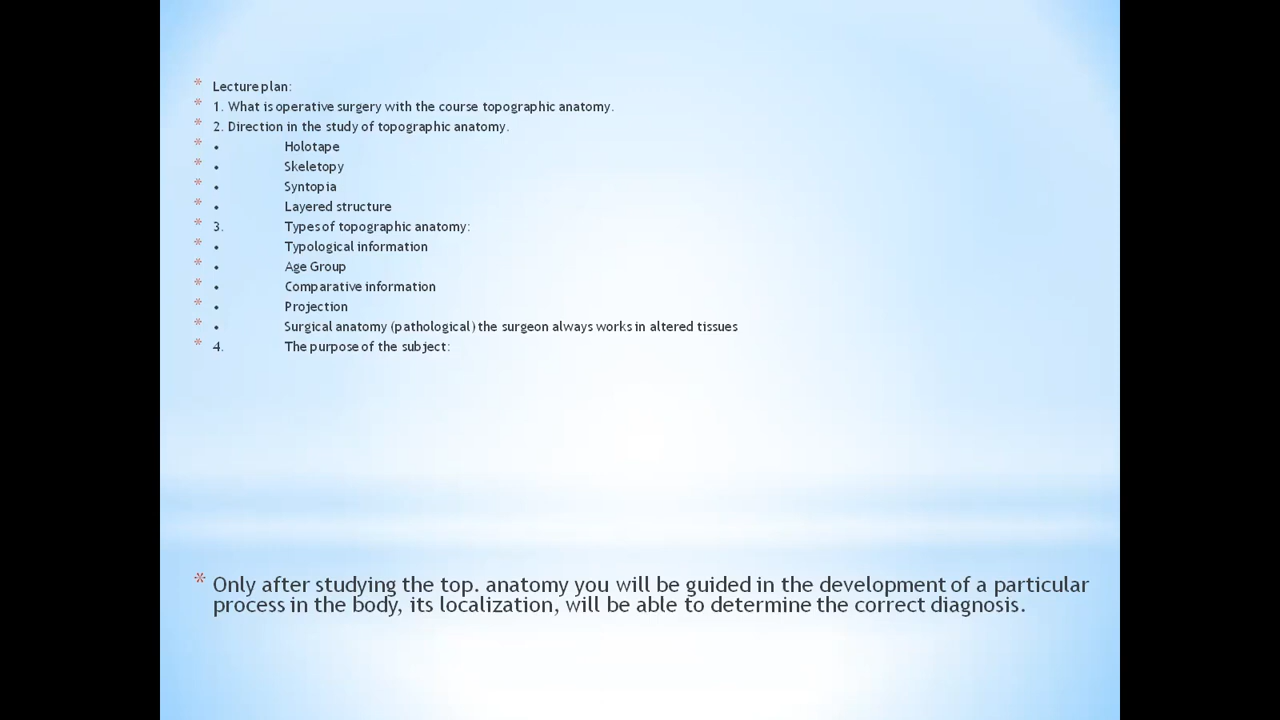 * Lecture plan:
* 1. What is operative surgery with the course topographic anatomy.
* 2. Direction in the study of topographic anatomy.
* • Holotape
* • Skeletopy
* • Syntopia
* • Layered structure
* 3. Types of topographic anatomy:
* • Typological information
* • Age Group
* • Comparative information
* • Projection
* • Surgical anatomy (pathological) the surgeon always works in altered tissues
* 4. The purpose of the subject:
* Only after studying the top. anatomy you will be guided in the development of a particular
process in the body, its localization, will be able to determine the correct diagnosis.